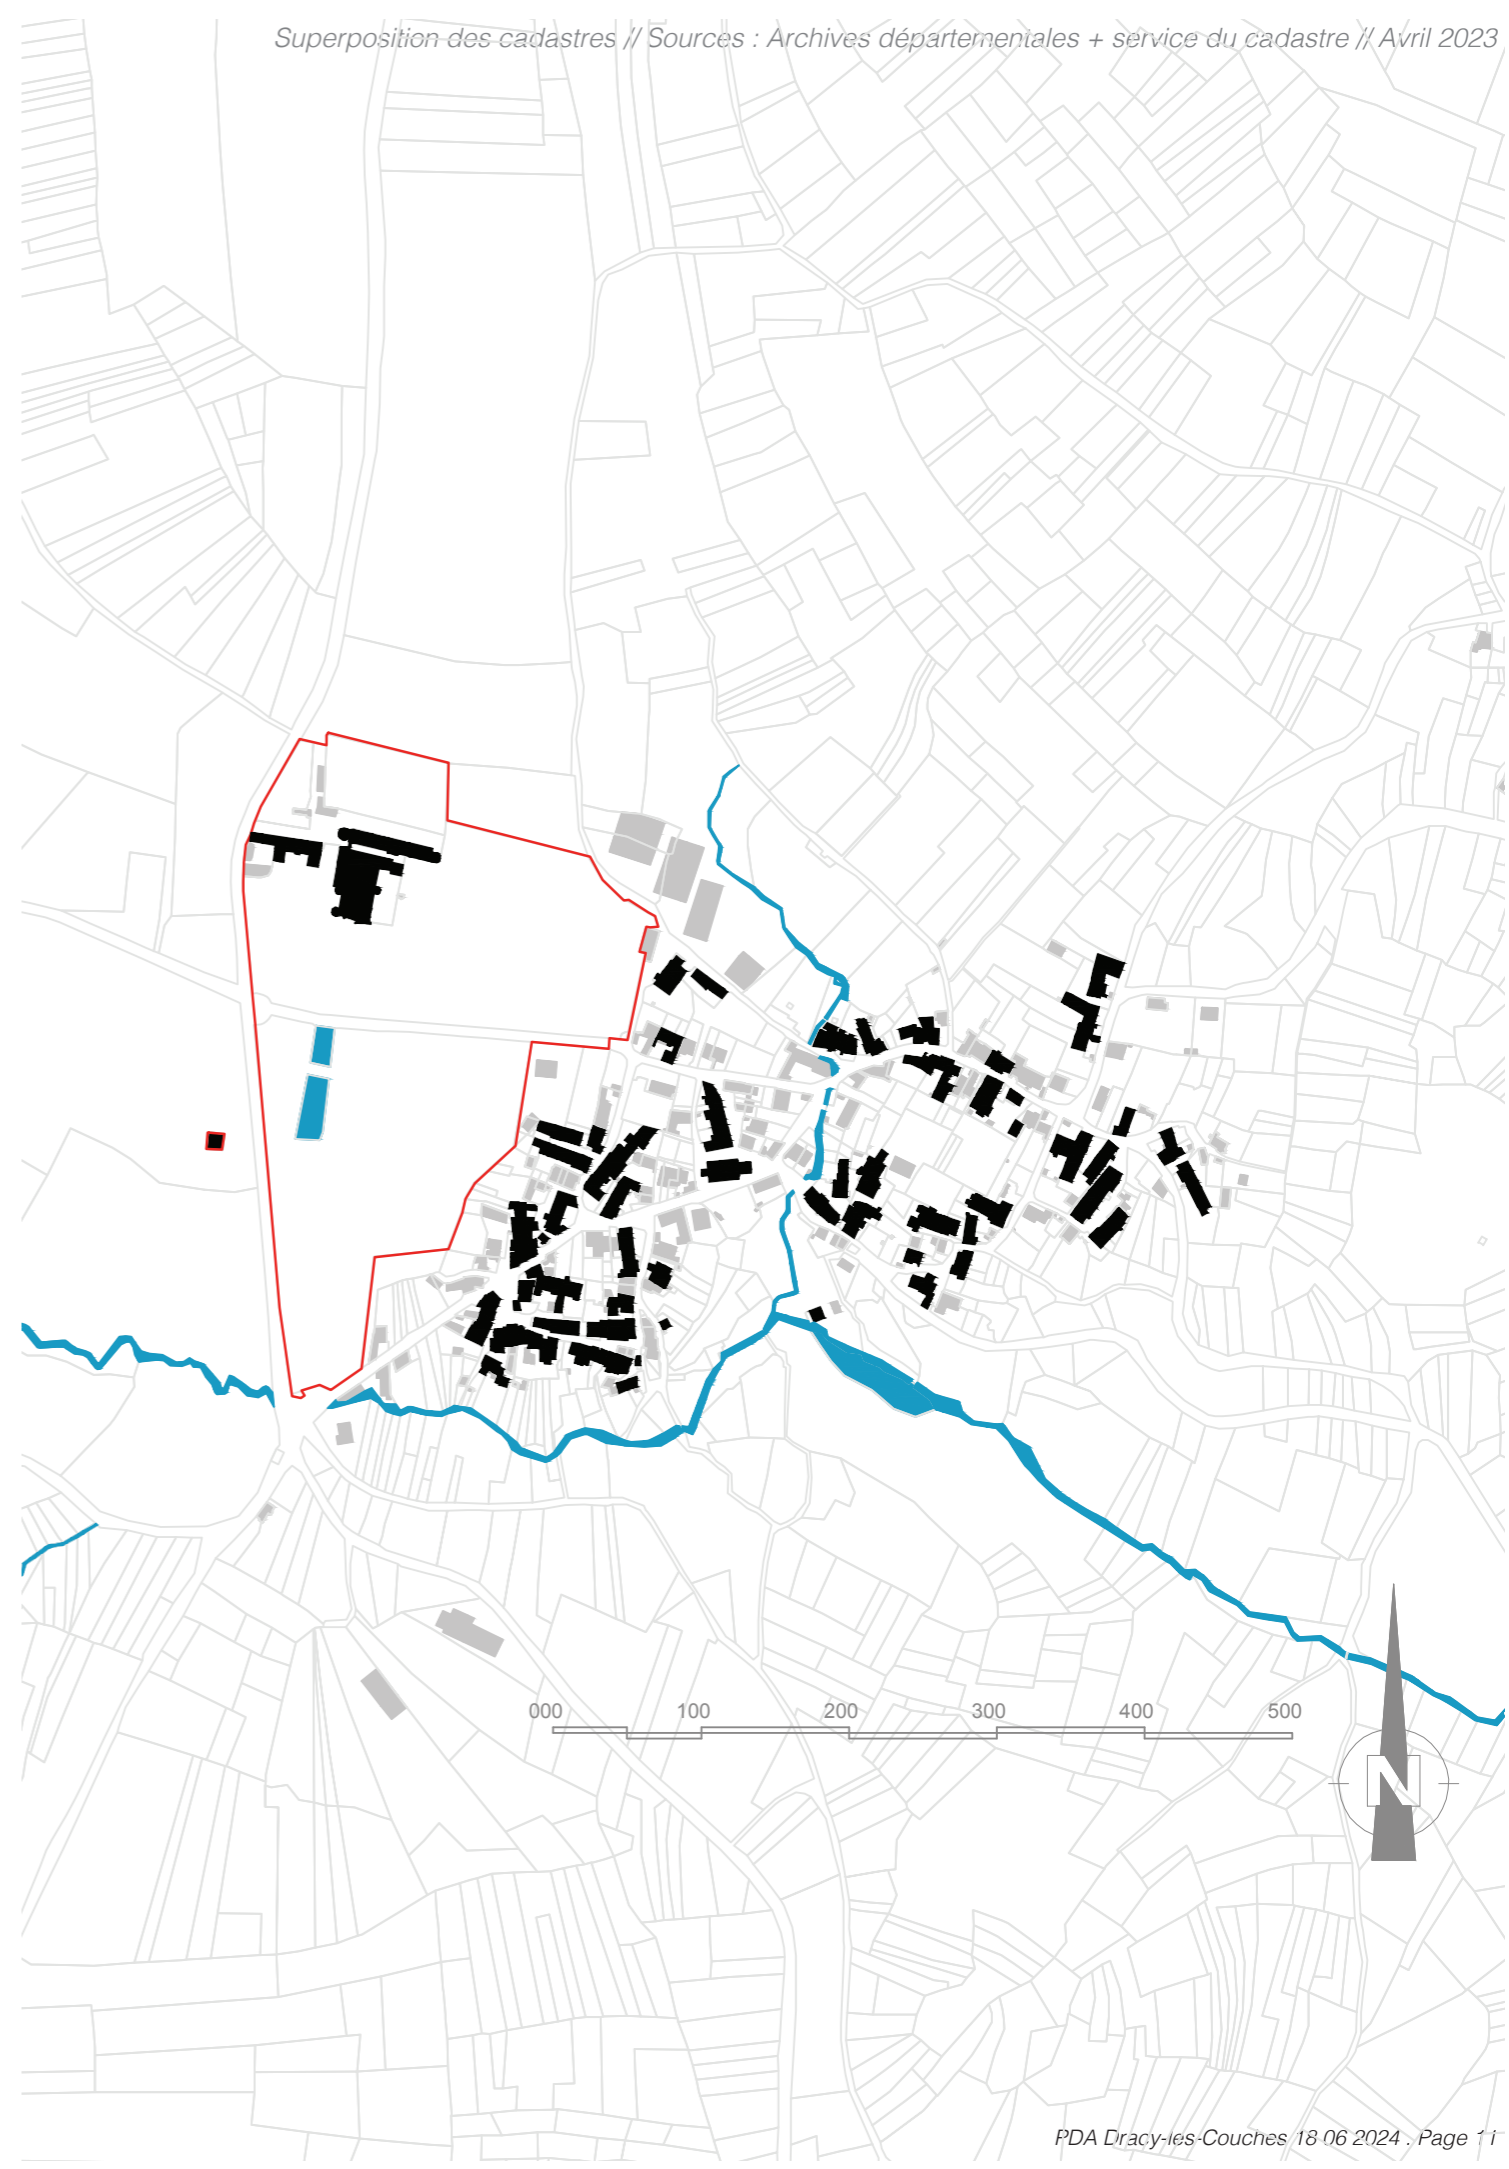 Superposition des cadastres // Sources : Archives départementales + service du cadastre // Avril 2023
000 100 200 300 400 500
N
PDA Dracy-les-Couches 18 06 2024 . Page 11